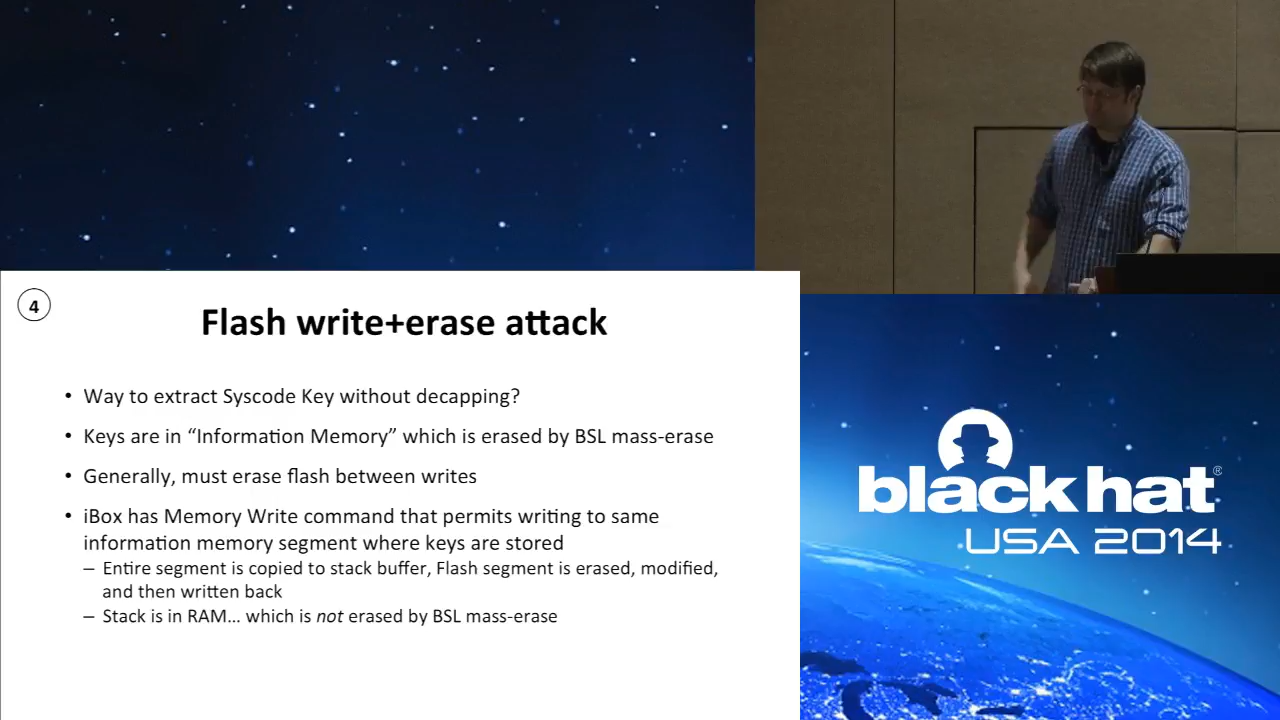 4
Flash write+erase attack
• Way to extract Syscode Key without decapping?
• Keys are in “Information Memory” which is erased by BSL mass-erase
• Generally, must erase flash between writes
• iBox has Memory Write command that permits writing to same
information memory segment where keys are stored
– Entire segment is copied to stack buffer, Flash segment is erased, modified,
and then written back
– Stack is in RAM… which is not erased by BSL mass-erase
black hat®
USA 2014